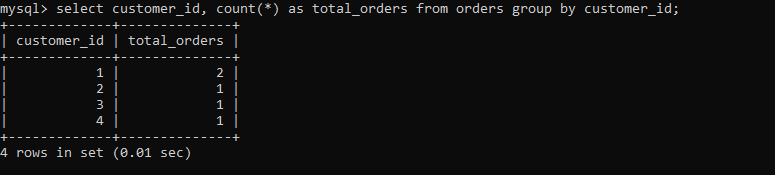 mysql> select customer_id, count(*) as total_orders from orders group by customer_id;
+-------------+--------------+
| customer_id | total_orders |
+-------------+--------------+
|           1 |            2 |
|           2 |            1 |
|           3 |            1 |
|           4 |            1 |
+-------------+--------------+
4 rows in set (0.01 sec)